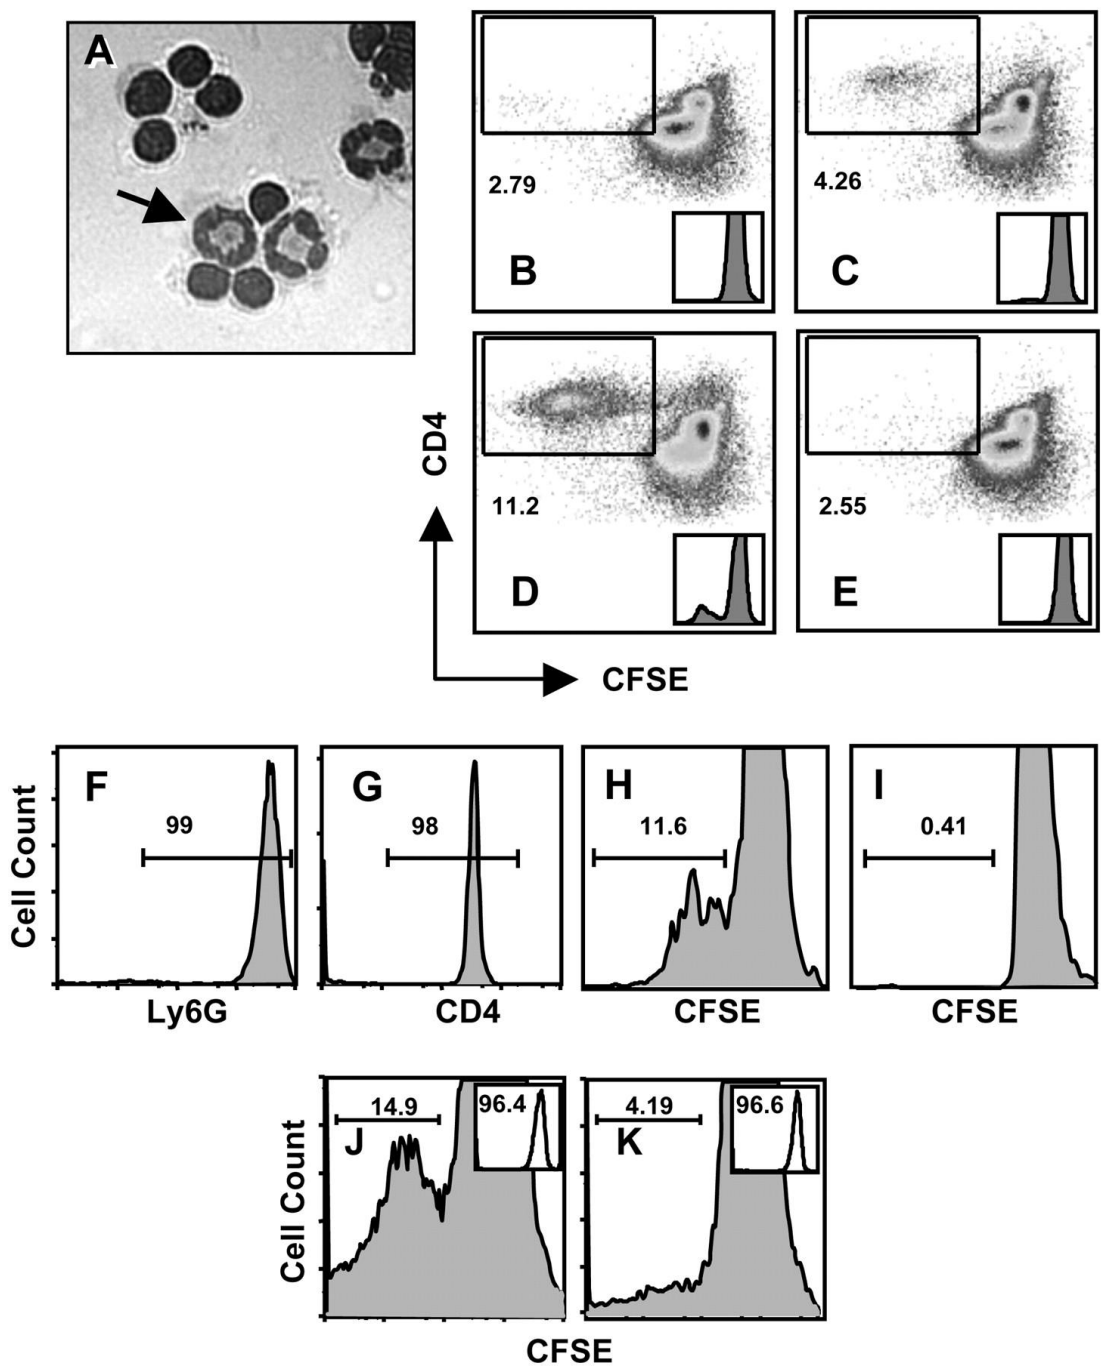 A
2.79
B
4.26
C
CD4
11.2
D
2.55
E
CFSE
Cell Count
F
99
Ly6G
G
98
CD4
H
11.6
CFSE
I
0.41
CFSE
Cell Count
14.9
96.4
J
4.19
96.6
K
CFSE